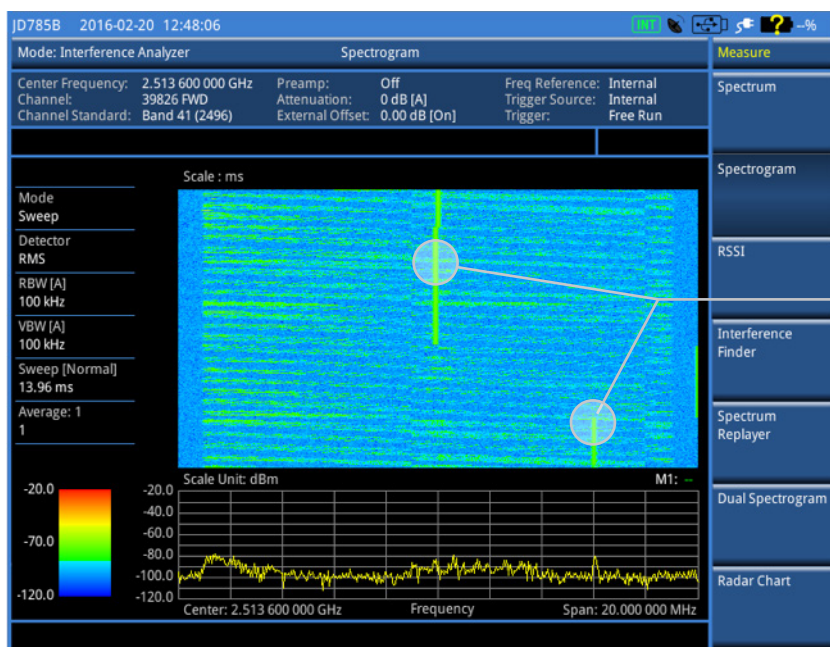 JD785B 2016-02-20 12:48:06 INT --%
Mode: Interference Analyzer Spectrogram
Measure
Center Frequency: 2.513 600 000 GHz Preamp: Off Freq Reference: Internal
Channel: 39826 FWD Attenuation: 0 dB [A] Trigger Source: Internal
Channel Standard: Band 41 (2496) External Offset: 0.00 dB [On] Trigger: Free Run
Scale : ms
Mode
Sweep
Detector
RMS
RBW [A]
100 kHz
VBW [A]
100 kHz
Sweep [Normal]
13.96 ms
Average: 1
1
Scale Unit: dBm M1: --
-20.0
-70.0
-120.0
-20.0
-40.0
-60.0
-80.0
-100.0
-120.0
Center: 2.513 600 000 GHz Frequency Span: 20.000 000 MHz
Spectrum
Spectrogram
RSSI
Interference
Finder
Spectrum
Replayer
Dual Spectrogram
Radar Chart